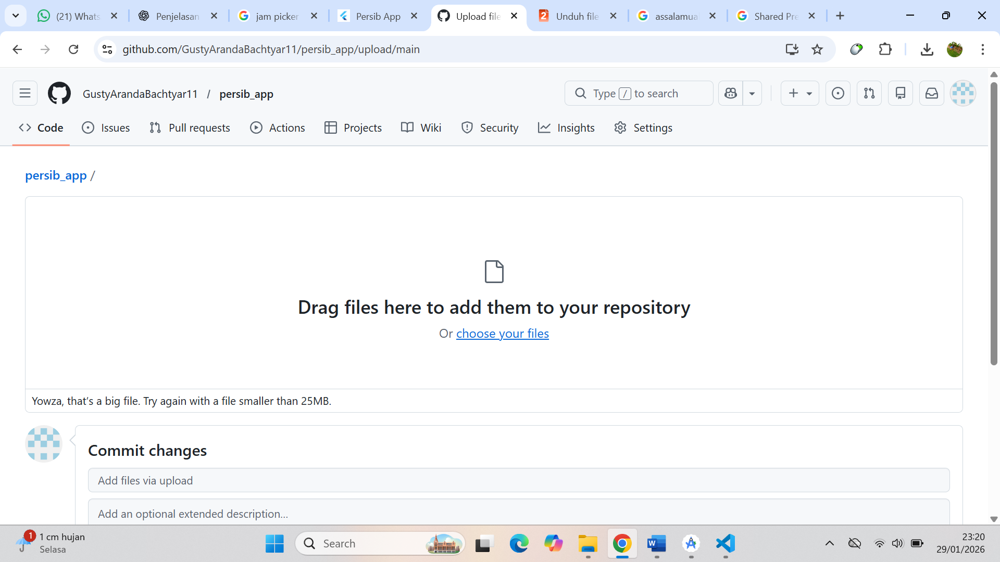 (21) Whats
Penjelasan
jam picker
Persib App
Upload file
Unduh file
assalamua
Shared Pre
github.com/GustyArandaBachtyar11/persib_app/upload/main
GustyArandaBachtyar11 / persib_app
Type / to search
Code
Issues
Pull requests
Actions
Projects
Wiki
Security
Insights
Settings
persib_app /
Drag files here to add them to your repository
Or choose your files
Yowza, that’s a big file. Try again with a file smaller than 25MB.
Commit changes
Add files via upload
Add an optional extended description...
1
1 cm hujan
Selasa
Search
23:20
29/01/2026